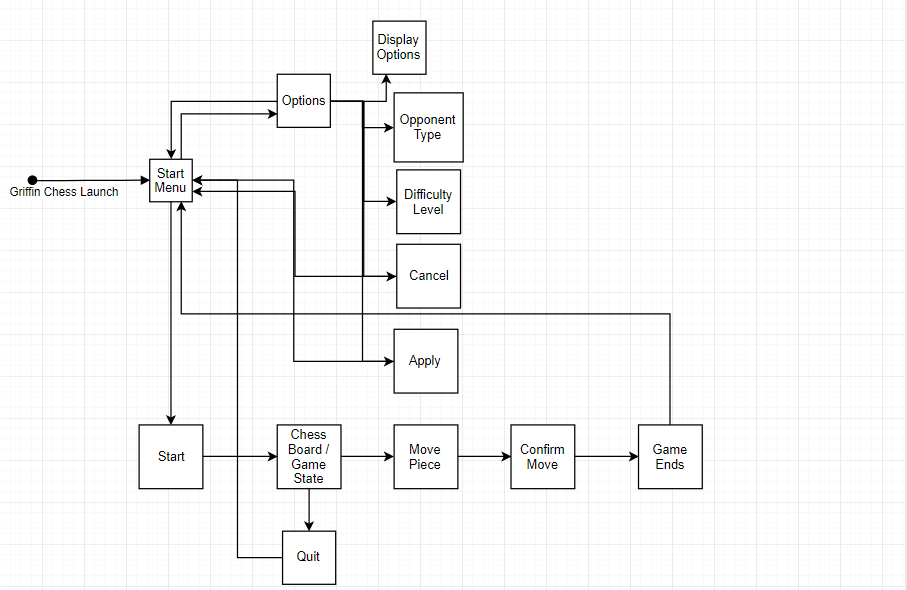 Display
Options
Options
Opponent
Type
Start
Menu
Griffin Chess Launch
Difficulty
Level
Cancel
Apply
Start
Chess
Board /
Game
State
Move
Piece
Confirm
Move
Game
Ends
Quit